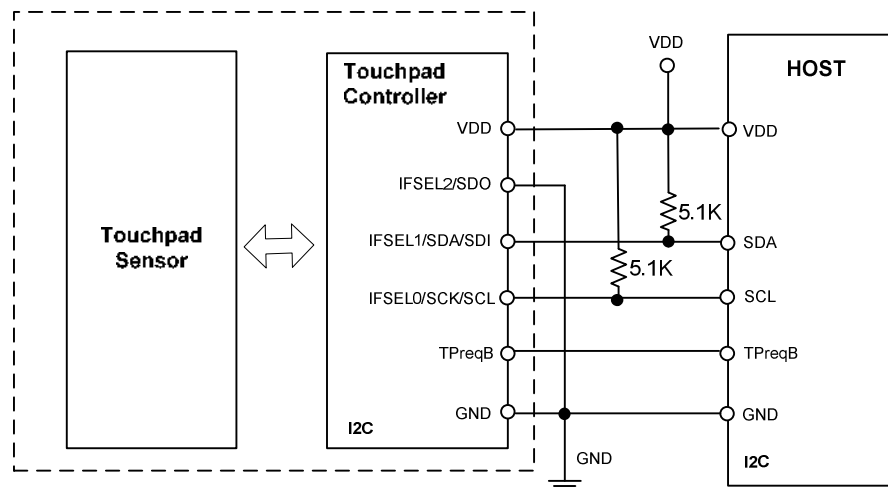 Touchpad
Sensor
Touchpad
Controller
VDD
IFSEL2/SDO
IFSEL1/SDA/SDI
IFSEL0/SCK/SCL
TPreqB
GND
I2C
VDD
5.1K
5.1K
GND
HOST
VDD
SDA
SCL
TPreqB
GND
I2C